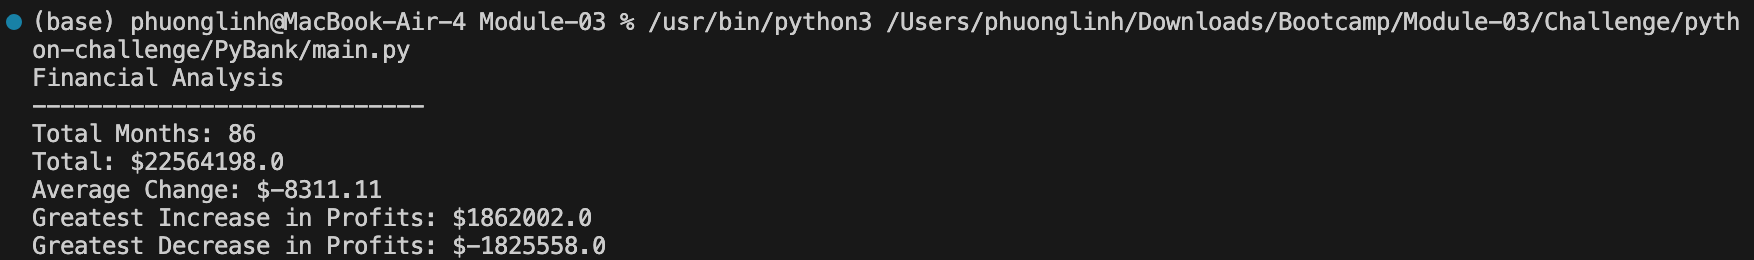 (base) phuonglinh@MacBook-Air-4 Module-03 % /usr/bin/python3 /Users/phuonglinh/Downloads/Bootcamp/Module-03/Challenge/pyth
on-challenge/PyBank/main.py
Financial Analysis
----------------------------
Total Months: 86
Total: $22564198.0
Average Change: $-8311.11
Greatest Increase in Profits: $1862002.0
Greatest Decrease in Profits: $-1825558.0